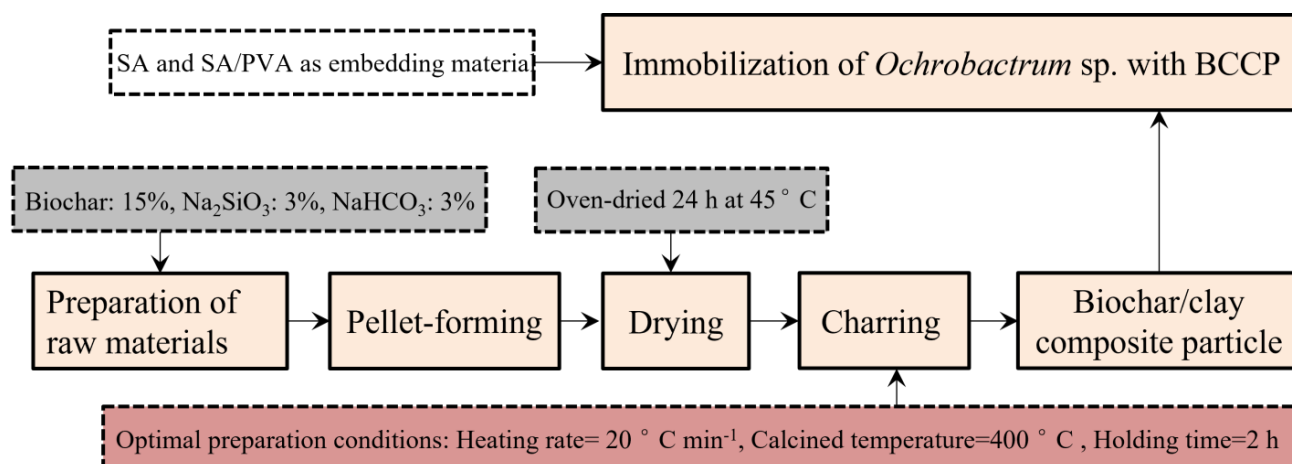 SA and SA/PVA as embedding material
Immobilization of Ochrobactrum sp. with BCCP
Biochar: 15%, Na₂SiO₃: 3%, NaHCO₃: 3%
Oven-dried 24 h at 45° C
Preparation of
raw materials
Pellet-forming
Drying
Charring
Biochar/clay
composite particle
Optimal preparation conditions: Heating rate= 20 ° C min⁻¹, Calcined temperature=400 ° C , Holding time=2 h